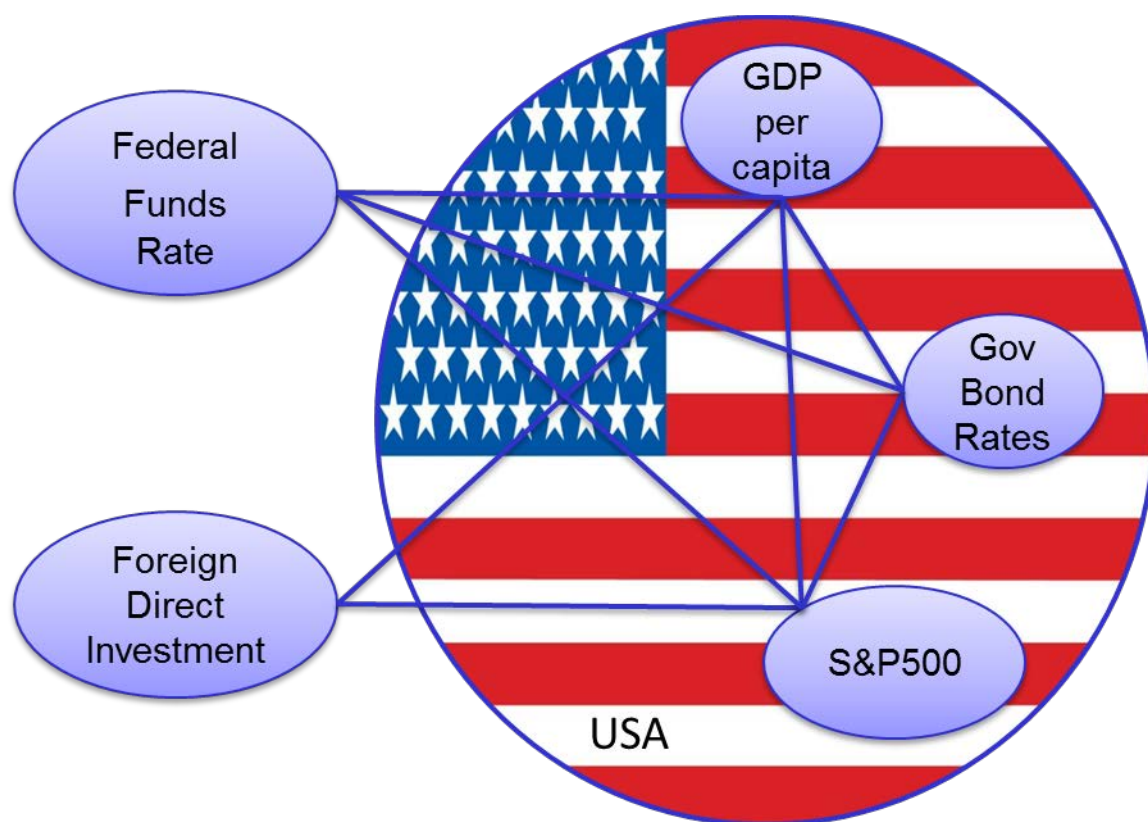 Federal
Funds
Rate
GDP
per
capita
Gov
Bond
Rates
Foreign
Direct
Investment
S&P500
USA